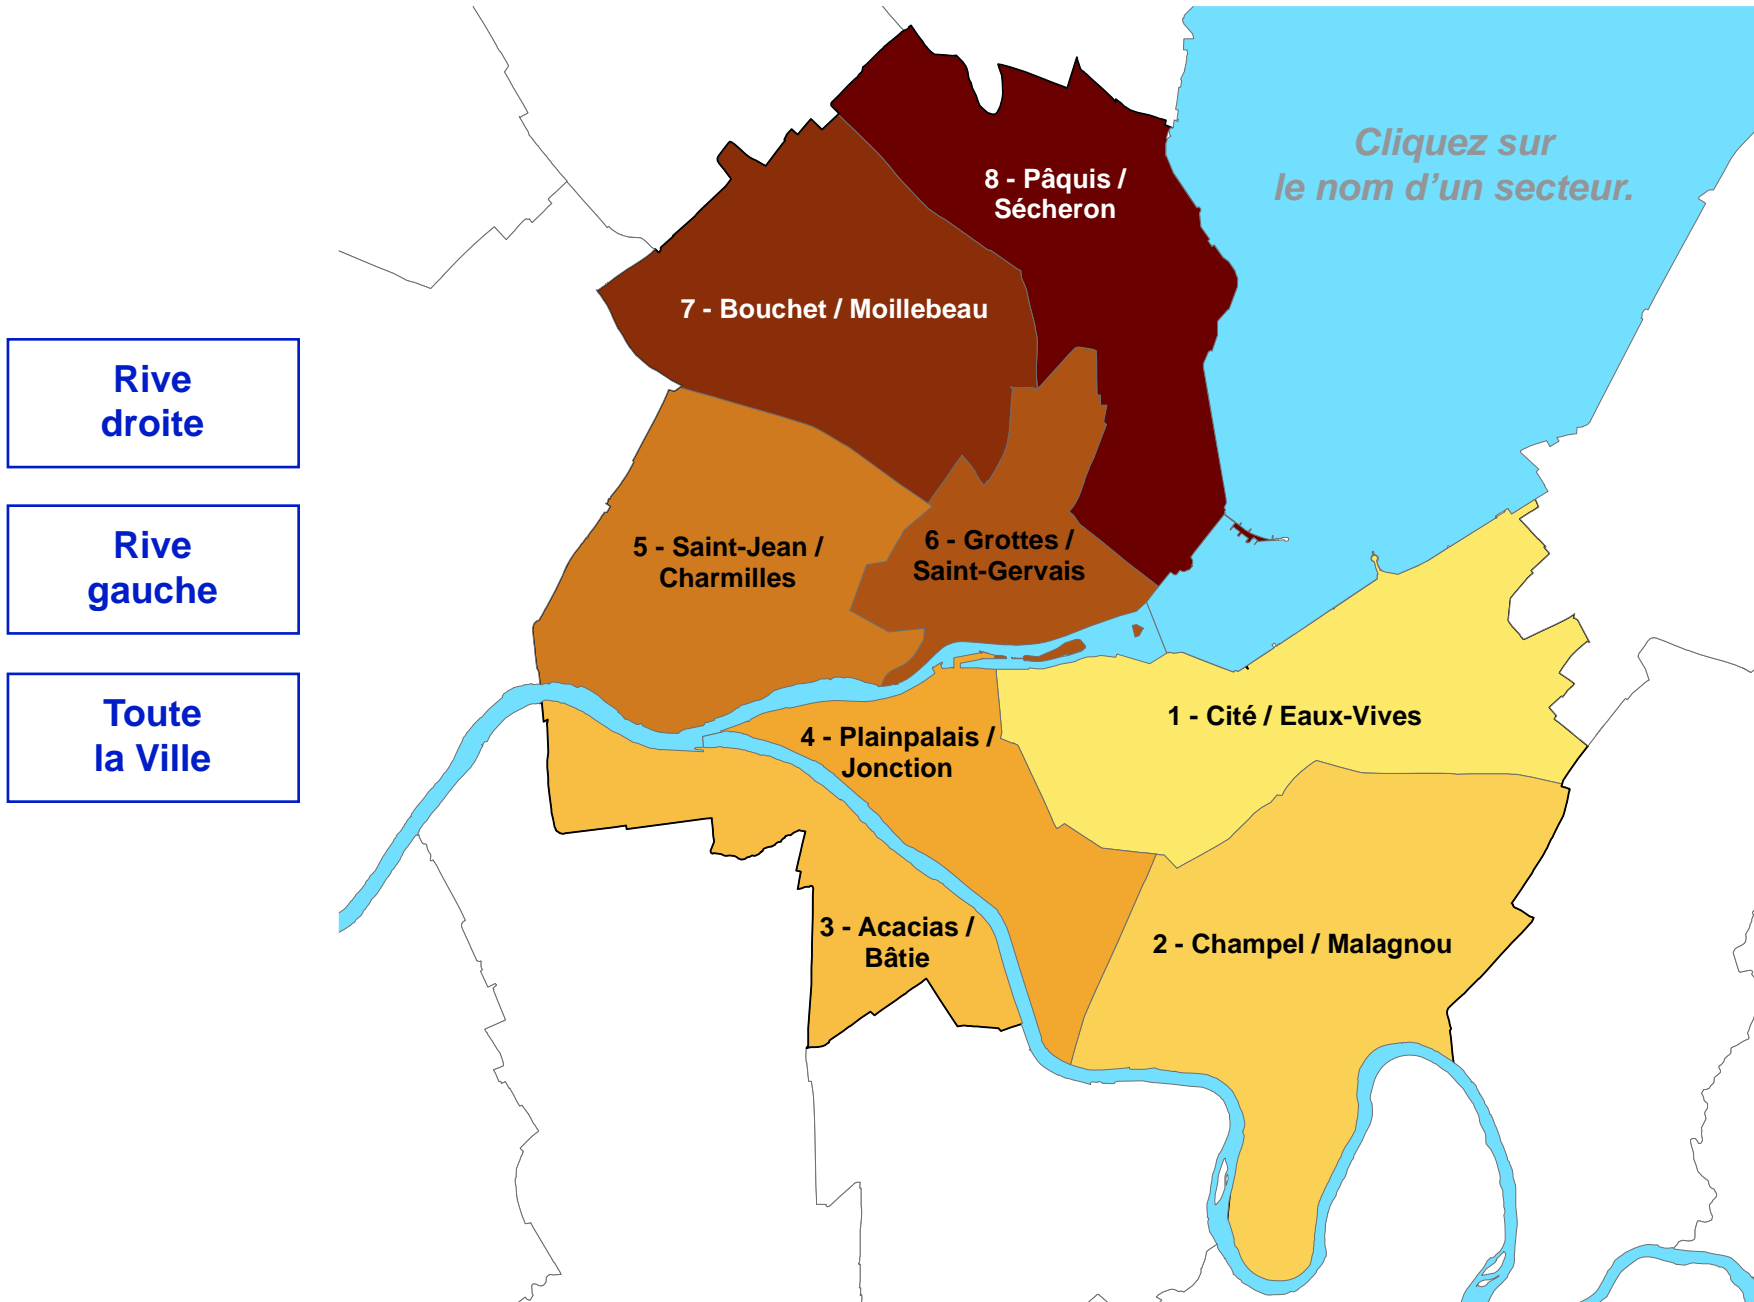 Cliquez sur
le nom d'un secteur.
8 - Pâquis /
Sécheron
7 - Bouchet / Moillebeau
Rive
droite
Rive
gauche
Toute
la Ville
5 - Saint-Jean /
Charmilles
6 - Grottes /
Saint-Gervais
1 - Cité / Eaux-Vives
4 - Plainpalais /
Jonction
3 - Acacias /
Bâtie
2 - Champel / Malagnou